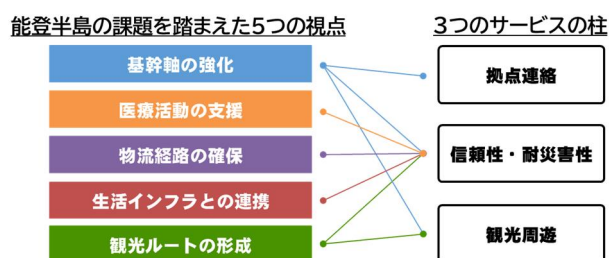 能登半島の課題を踏まえた5つの視点
3つのサービスの柱
基幹軸の強化
医療活動の支援
物流経路の確保
生活インフラとの連携
観光ルートの形成
拠点連絡
信頼性・耐災害性
観光周遊